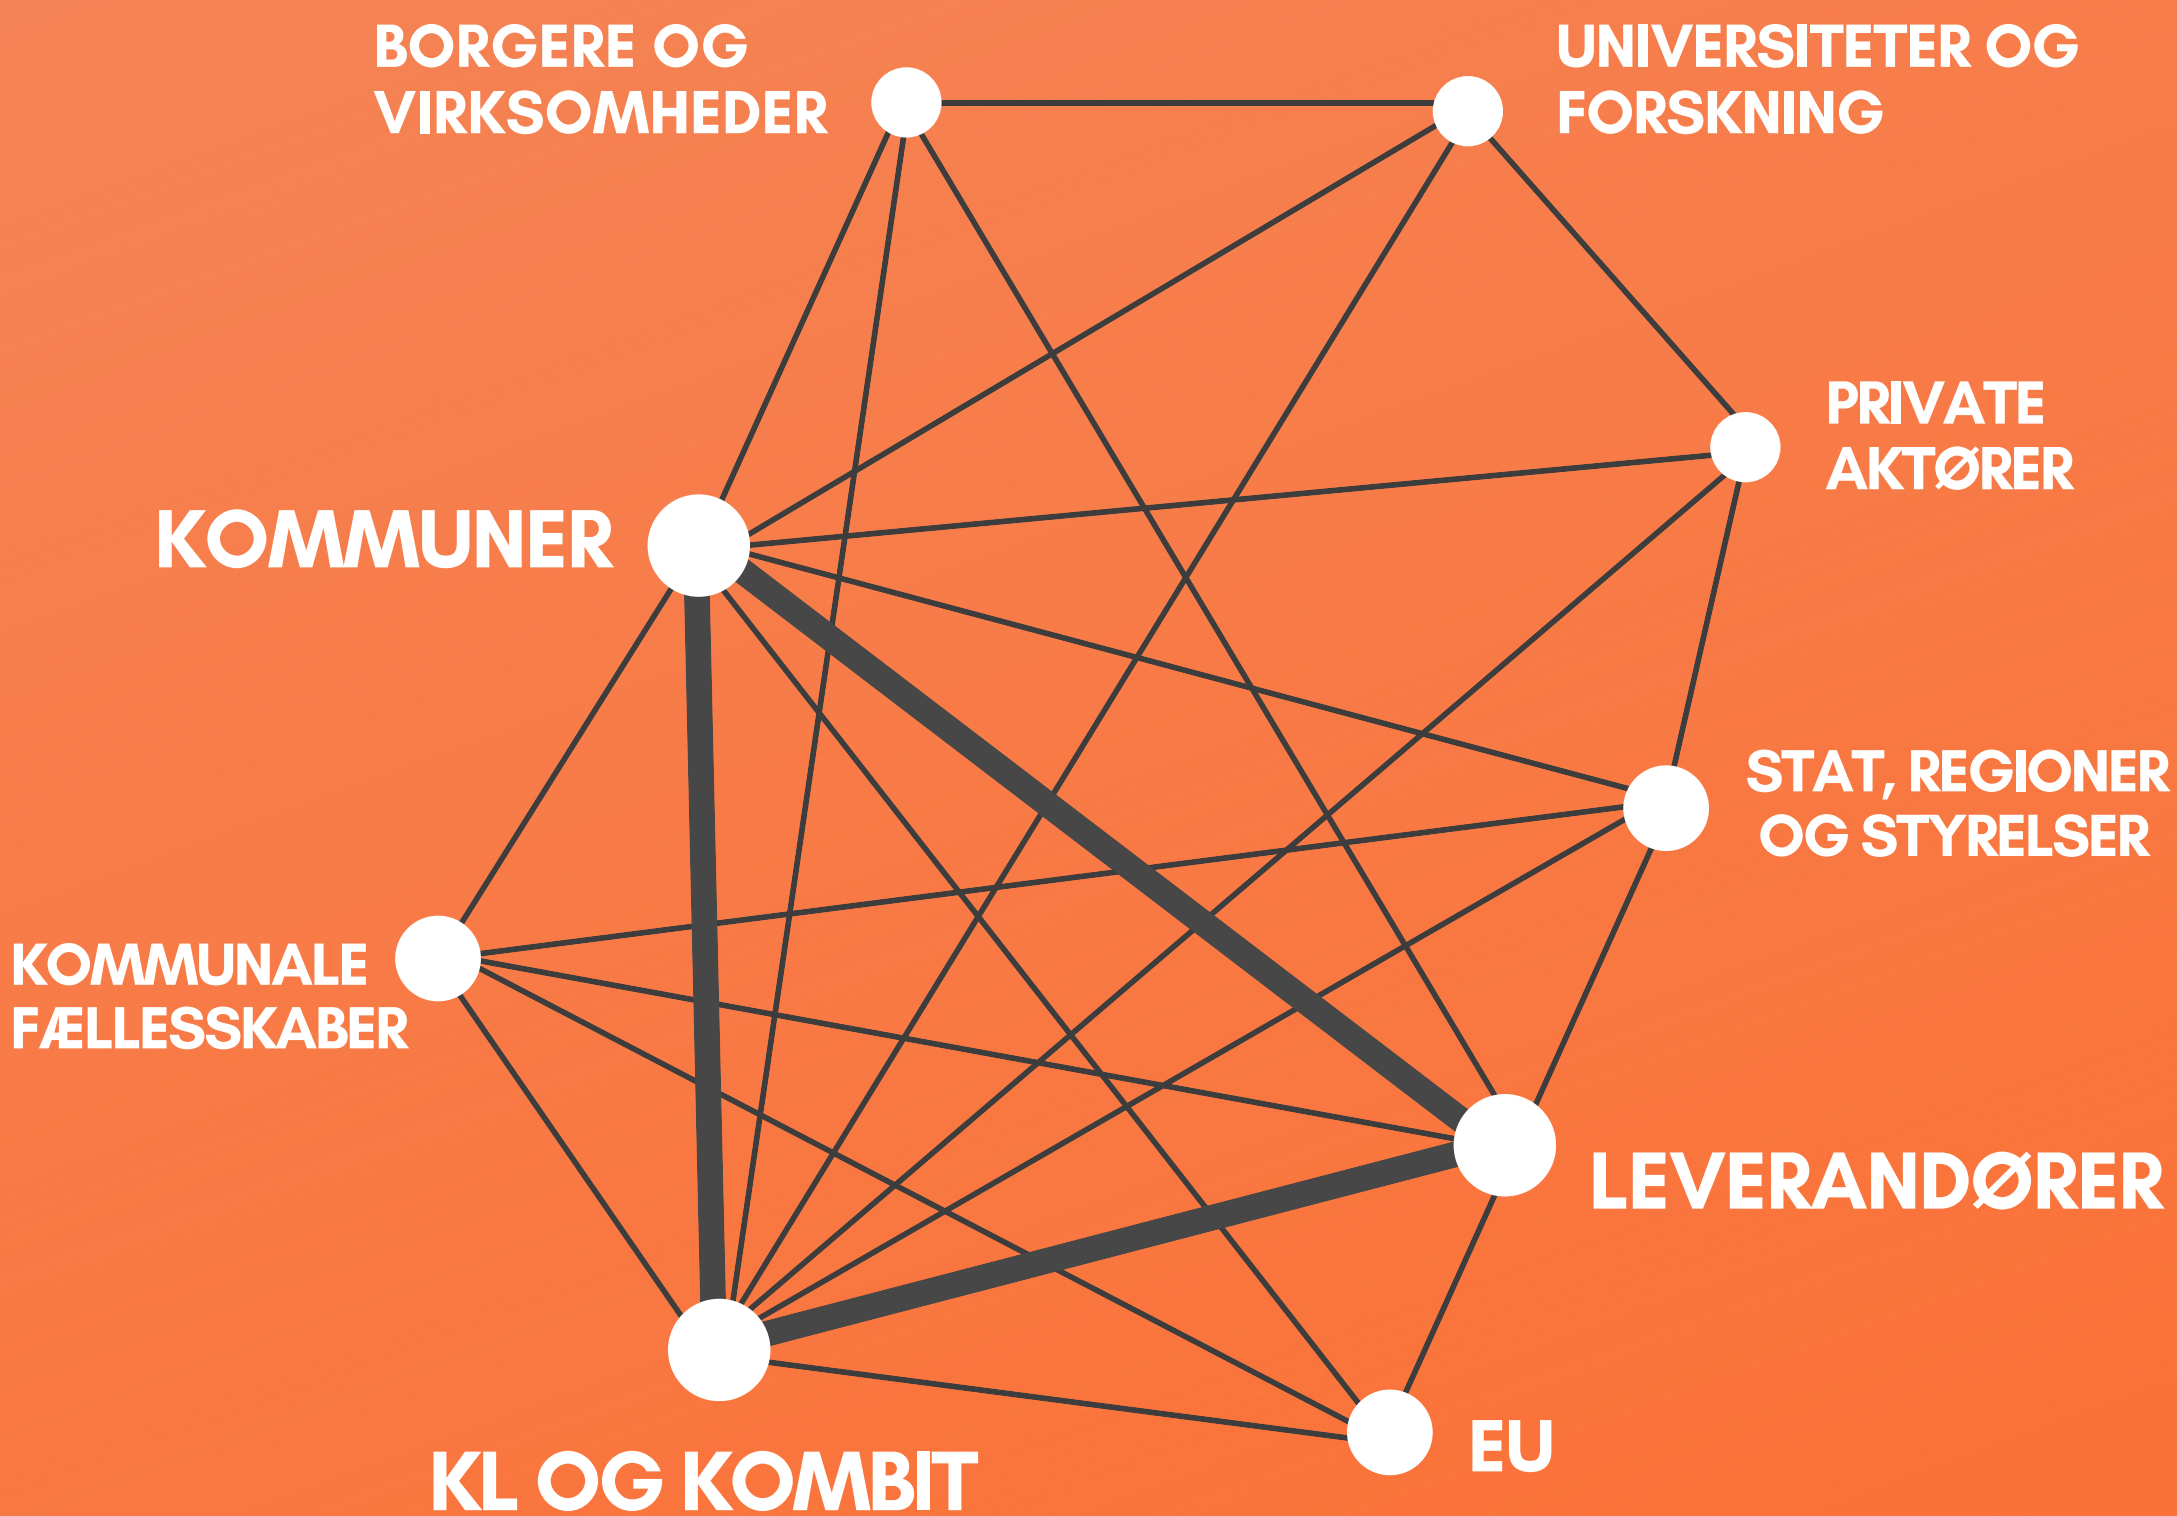 BORGERE OG
VIRKSOMHEDER
UNIVERSITETER OG
FORSKNING
PRIVATE
AKTØRER
KOMMUNER
STAT, REGIONER
OG STYRELSER
KOMMUNALE
FÆLLESSKABER
LEVERANDØRER
EU
KL OG KOMBIT